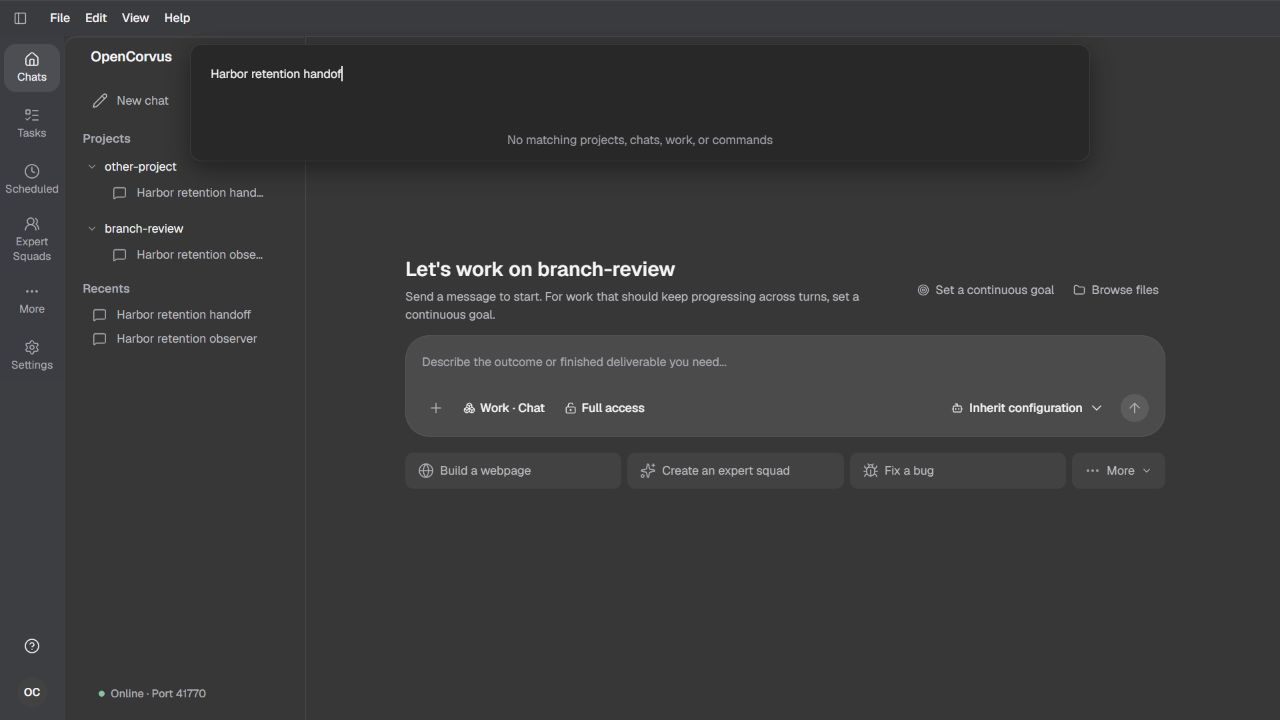 File Edit View Help
Chats
Tasks
Scheduled
Expert
Squads
More
Settings
OC
OpenCorvus
New chat
Projects
other-project
Harbor retention hand...
branch-review
Harbor retention obse...
Recents
Harbor retention handoff
Harbor retention observer
Online · Port 41770
Harbor retention handof
No matching projects, chats, work, or commands
Let's work on branch-review
Send a message to start. For work that should keep progressing across turns, set a
continuous goal.
Set a continuous goal
Browse files
Describe the outcome or finished deliverable you need...
Work · Chat
Full access
Inherit configuration
Build a webpage
Create an expert squad
Fix a bug
More